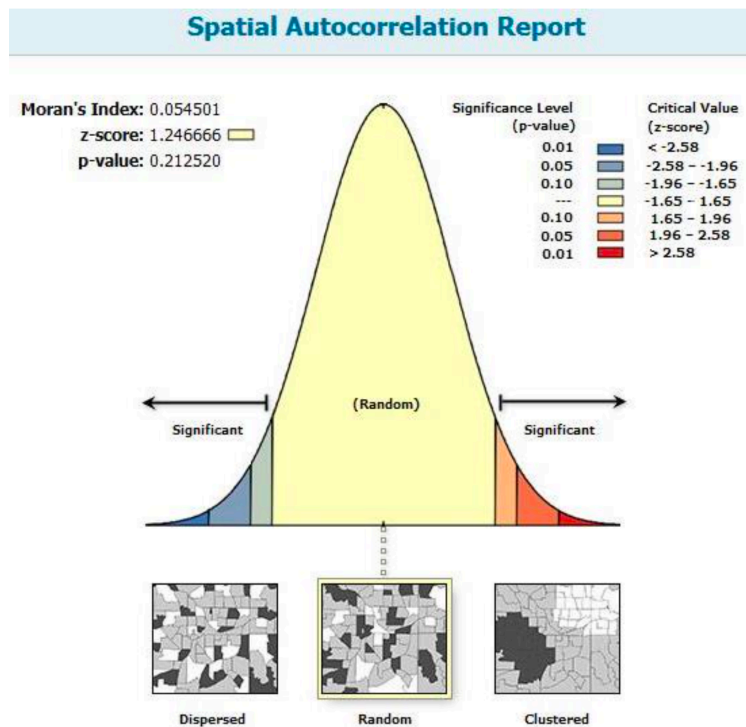 Spatial Autocorrelation Report
Moran's Index: 0.054501
z-score: 1.246666
p-value: 0.212520
Significance Level Critical Value
(p-value) (z-score)
0.01 < -2.58
0.05 -2.58 – -1.96
0.10 -1.96 – -1.65
--- -1.65 – 1.65
0.10 1.65 – 1.96
0.05 1.96 – 2.58
0.01 > 2.58
(Random)
Significant Significant
Dispersed Random Clustered